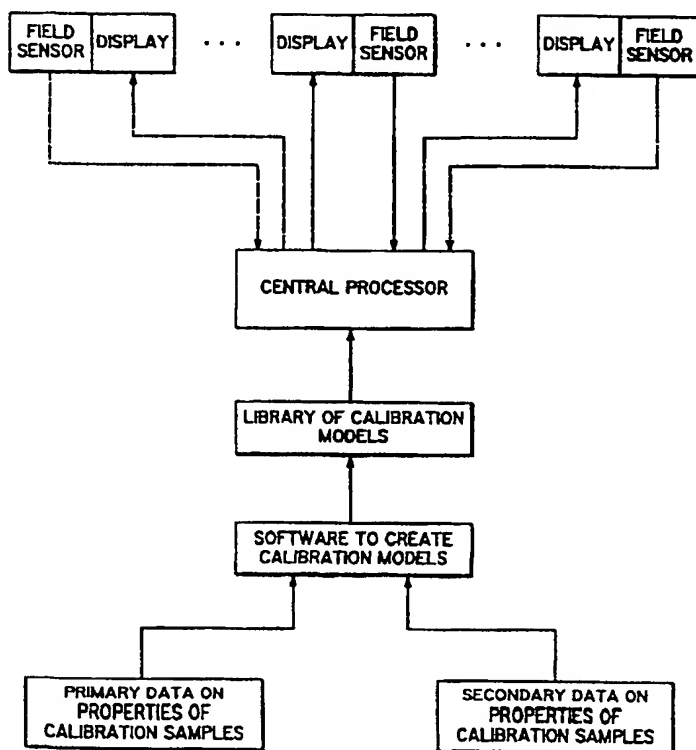 FIELD SENSOR DISPLAY . . . DISPLAY FIELD SENSOR . . . DISPLAY FIELD SENSOR
CENTRAL PROCESSOR
LIBRARY OF CALIBRATION
MODELS
SOFTWARE TO CREATE
CALIBRATION MODELS
PRIMARY DATA ON
PROPERTIES OF
CALIBRATION SAMPLES
SECONDARY DATA ON
PROPERTIES OF
CALIBRATION SAMPLES